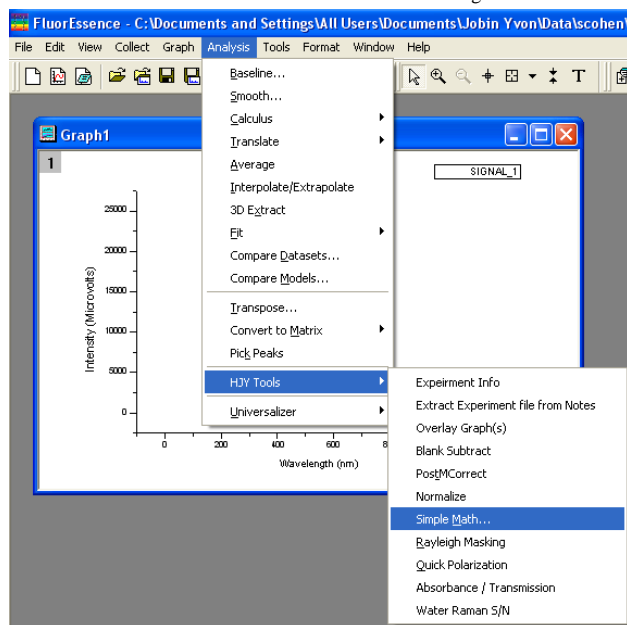 FluorEssence - C:\Documents and Settings\All Users\Documents\Jobin Yvon\Data\scohen\
File Edit View Collect Graph Analysis Tools Format Window Help
Baseline...
Smooth...
Calculus
Translate
Average
Interpolate/Extrapolate
3D Extract
Fit
Compare Datasets...
Compare Models...
Transpose...
Convert to Matrix
Pick Peaks
HJY Tools
Universalizer
T
Graph1
1
SIGNAL_1
25000
20000
15000
10000
5000
0
Intensity (Microvolts)
0 200 400 600 8
Wavelength (nm)
Expeirment Info
Extract Experiment file from Notes
Overlay Graph(s)
Blank Subtract
PostMCorrect
Normalize
Simple Math...
Rayleigh Masking
Quick Polarization
Absorbance / Transmission
Water Raman S/N